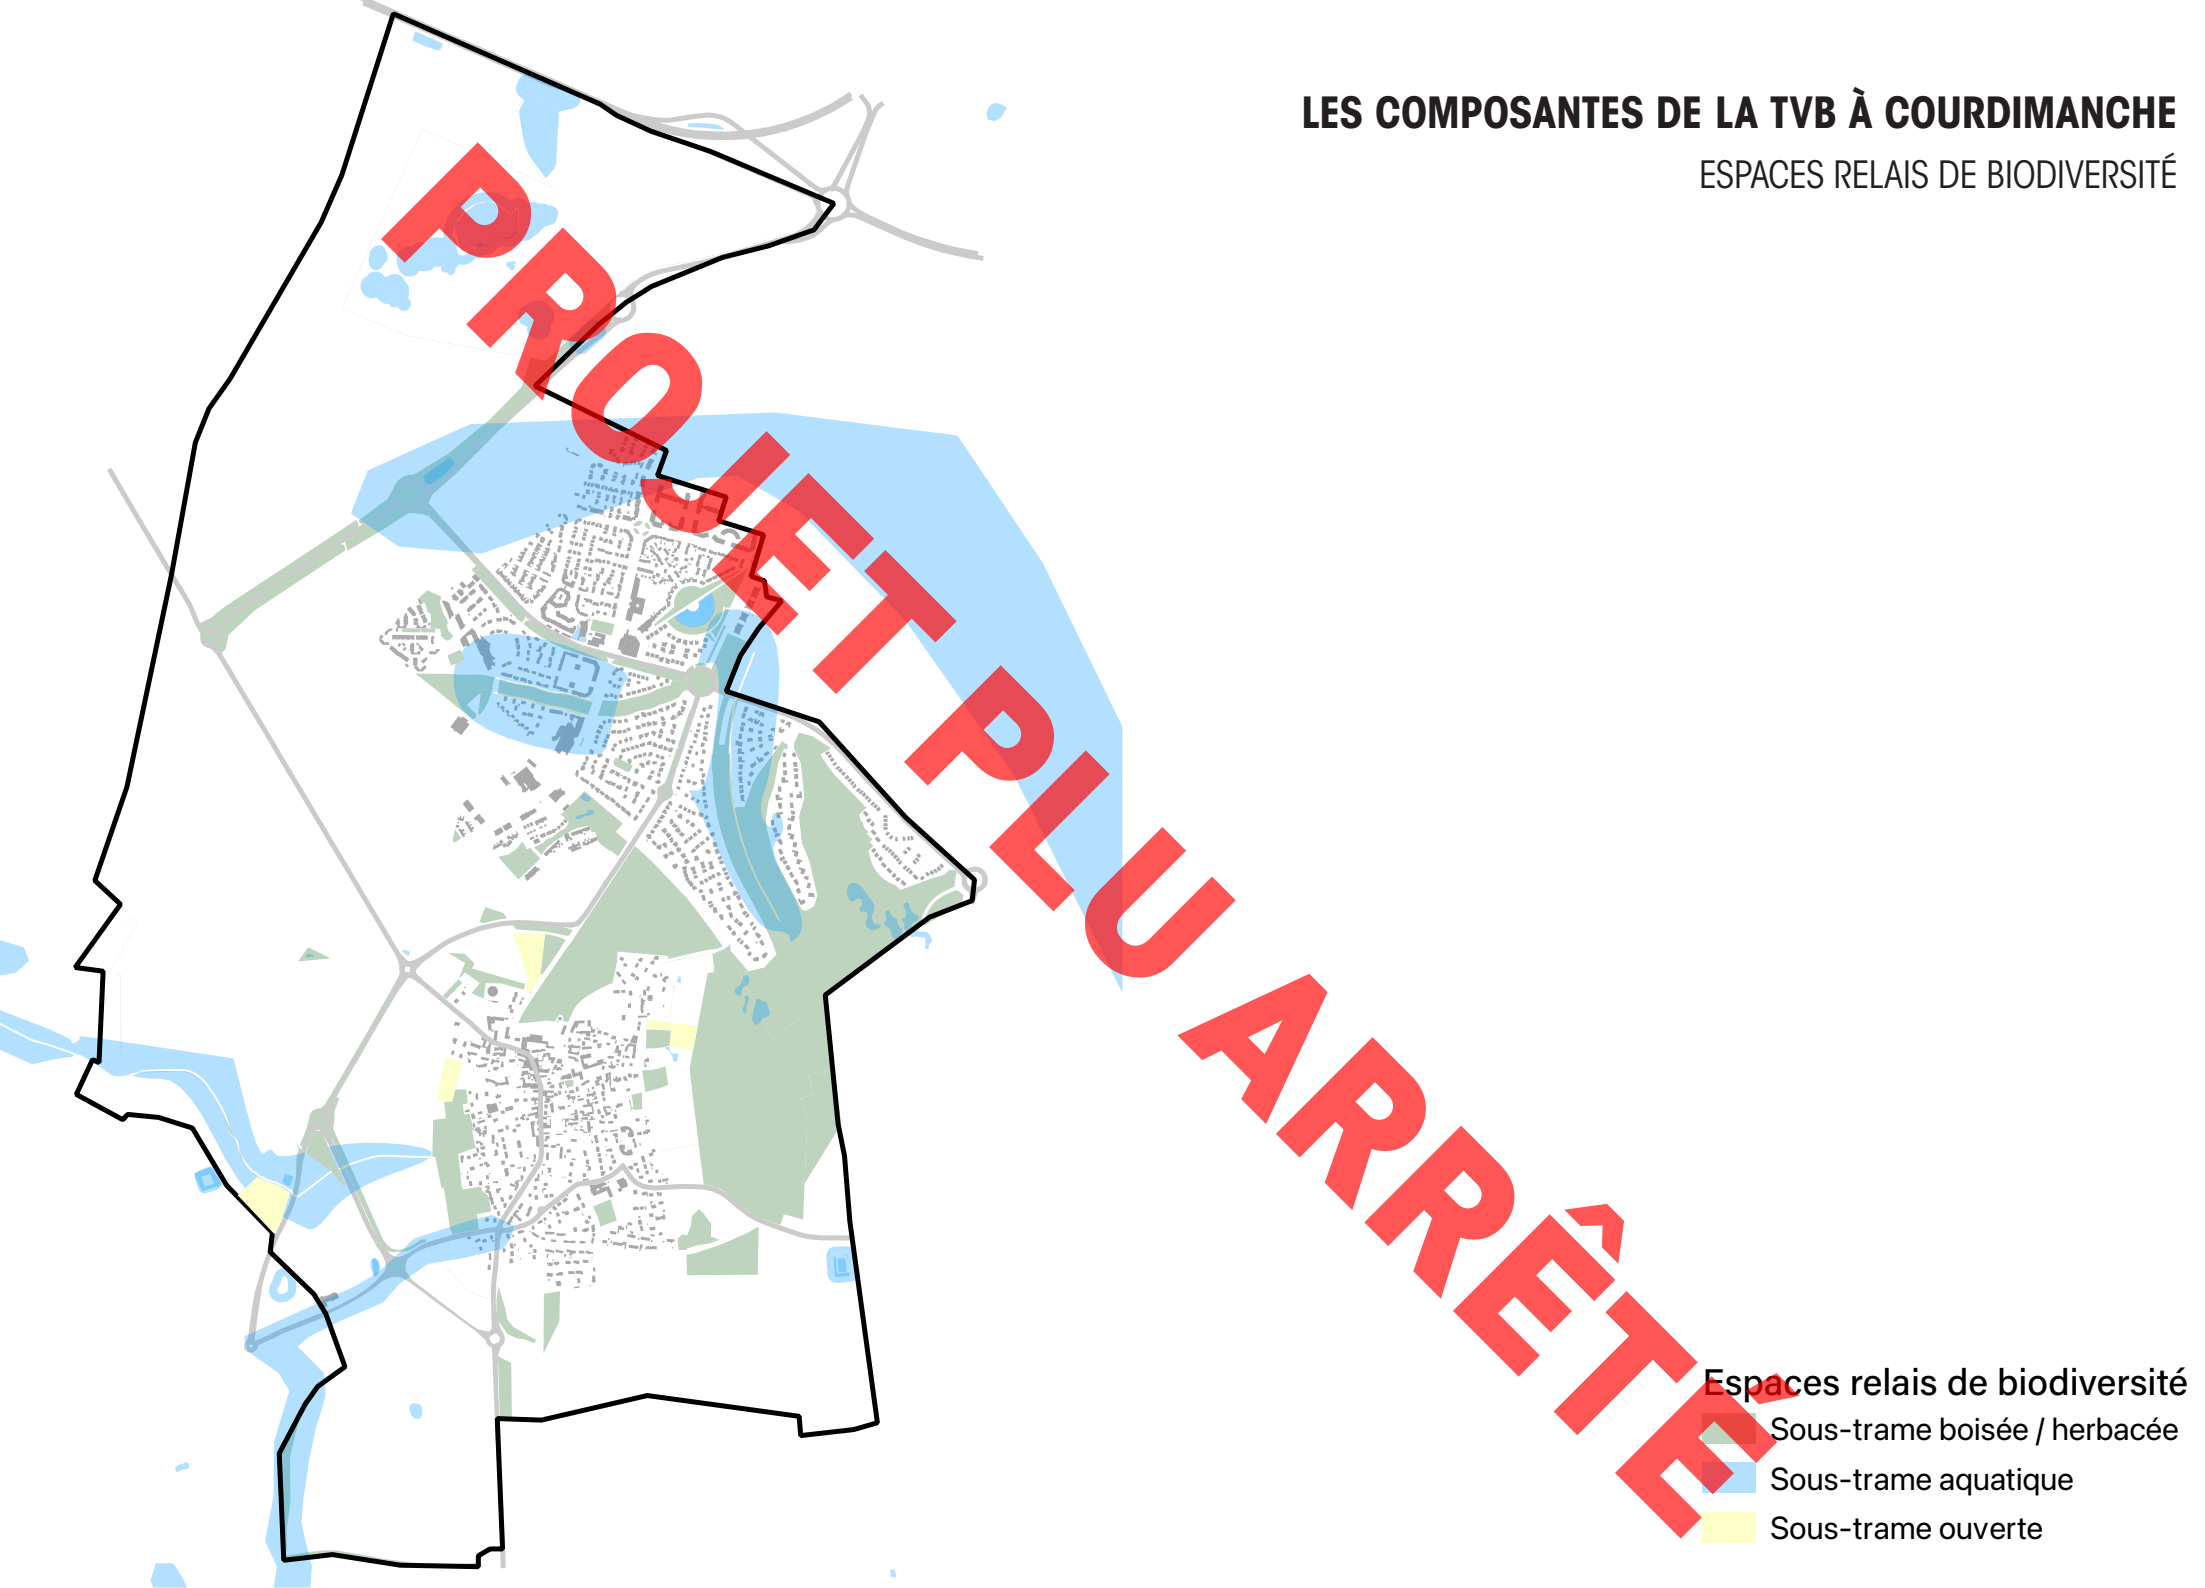 LES COMPOSANTES DE LA TVB À COURDIMANCHE
ESPACES RELAIS DE BIODIVERSITÉ
PROJET PLU ARRÊTÉ
Espaces relais de biodiversité
Sous-trame boisée / herbacée
Sous-trame aquatique
Sous-trame ouverte